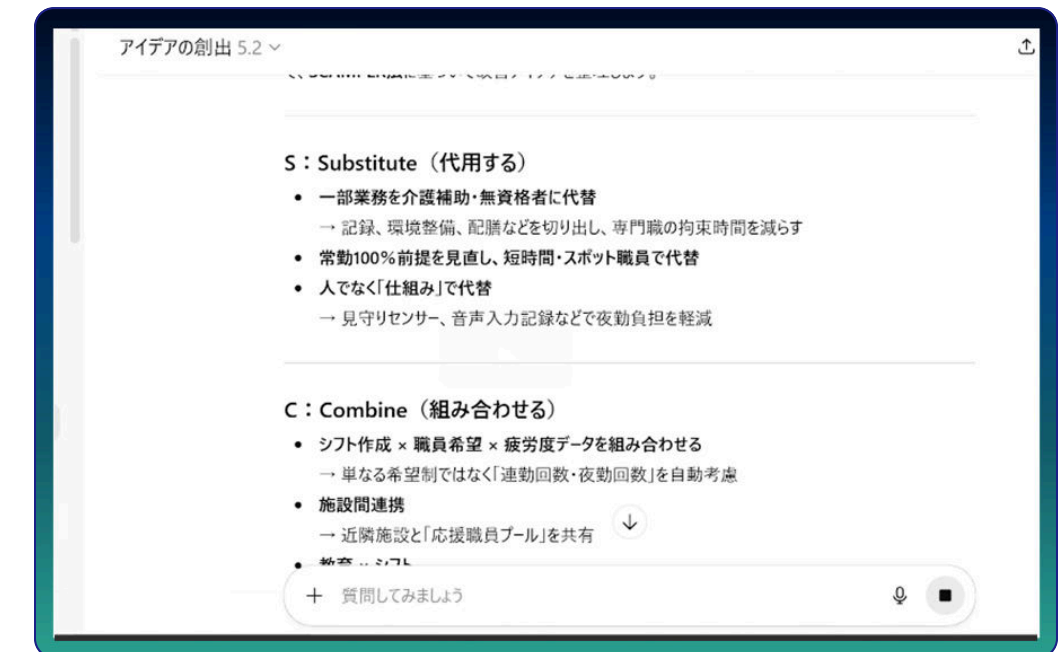 アイデアの創出 5.2
S：Substitute（代用する）
• 一部業務を介護補助・無資格者に代替
→ 記録、環境整備、配膳などを切り出し、専門職の拘束時間を減らす
• 常勤100％前提を見直し、短時間・スポット職員で代替
• 人でなく「仕組み」で代替
→ 見守りセンサー、音声入力記録などで夜勤負担を軽減
C：Combine（組み合わせる）
• シフト作成 × 職員希望 × 疲労度データを組み合わせる
→ 単なる希望制ではなく「連勤回数・夜勤回数」を自動考慮
• 施設間連携
→ 近隣施設と「応援職員プール」を共有
• 教育 × シフト
質問してみましょう